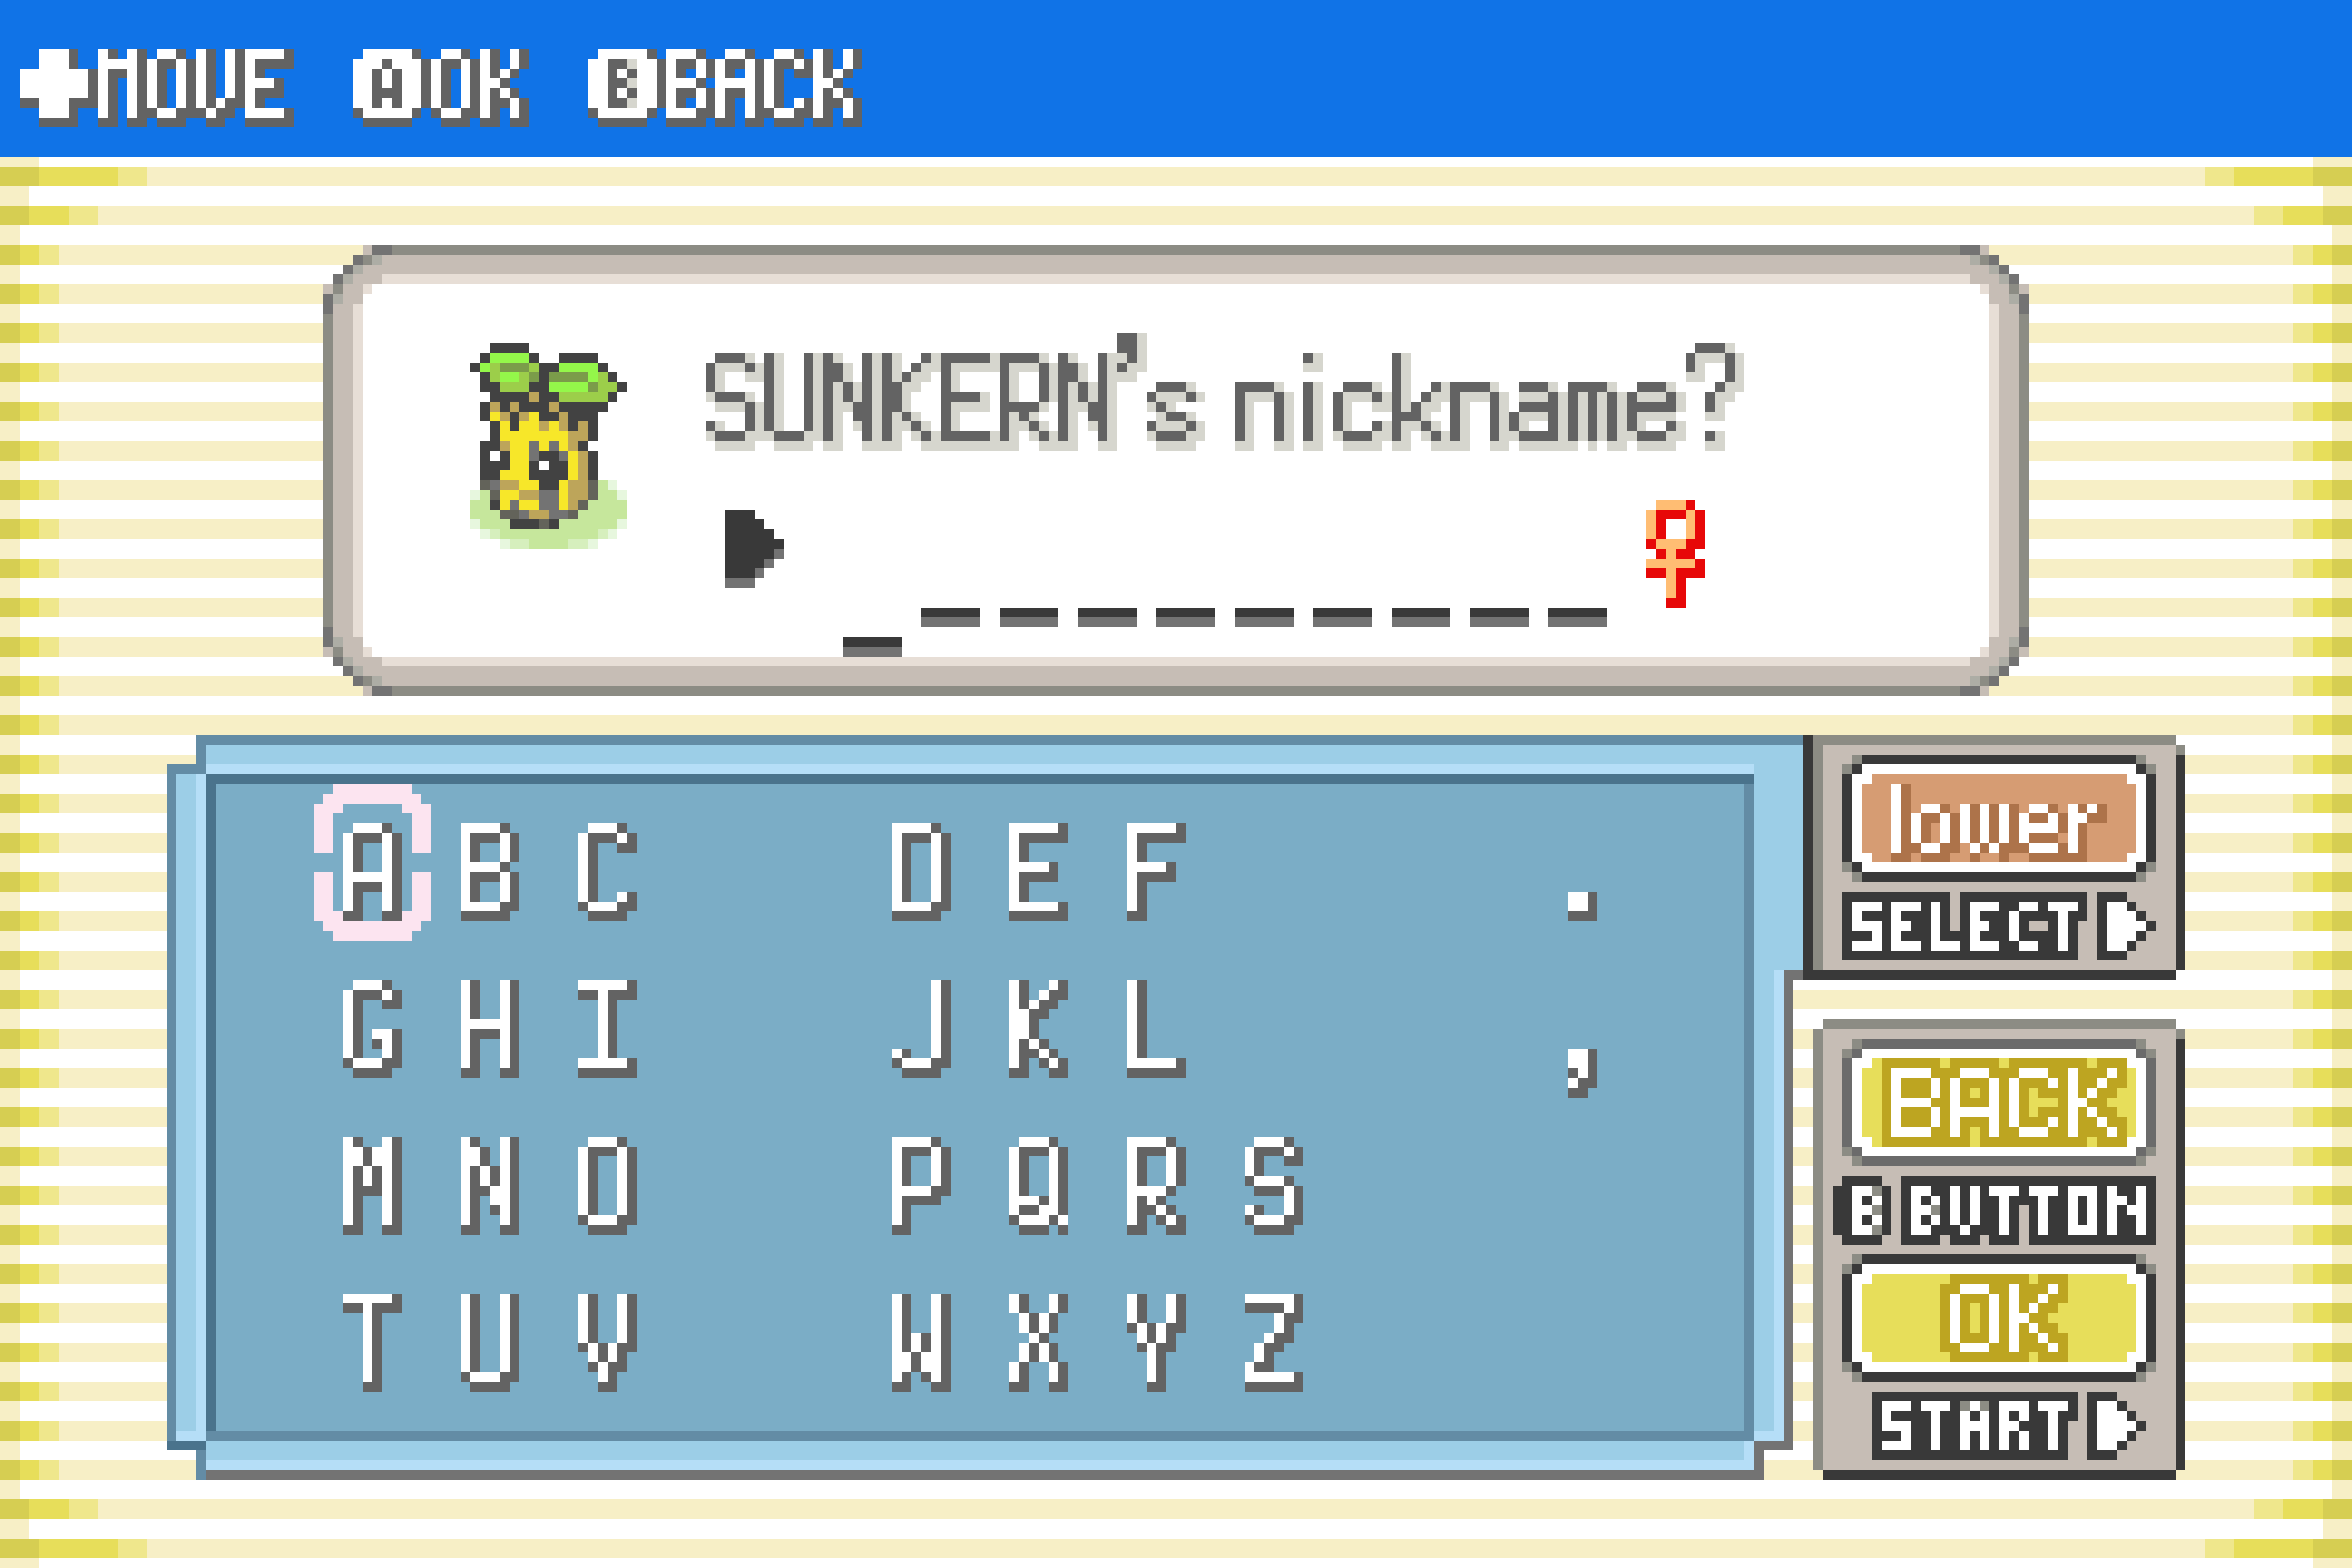 MOVE A OK B BACK
SUNKERN's nickname?
A B C D E F .
G H I J K L ,
M N O P Q R S
T U V W X Y Z
lower
SELECT
BACK
B BUTTON
OK
START